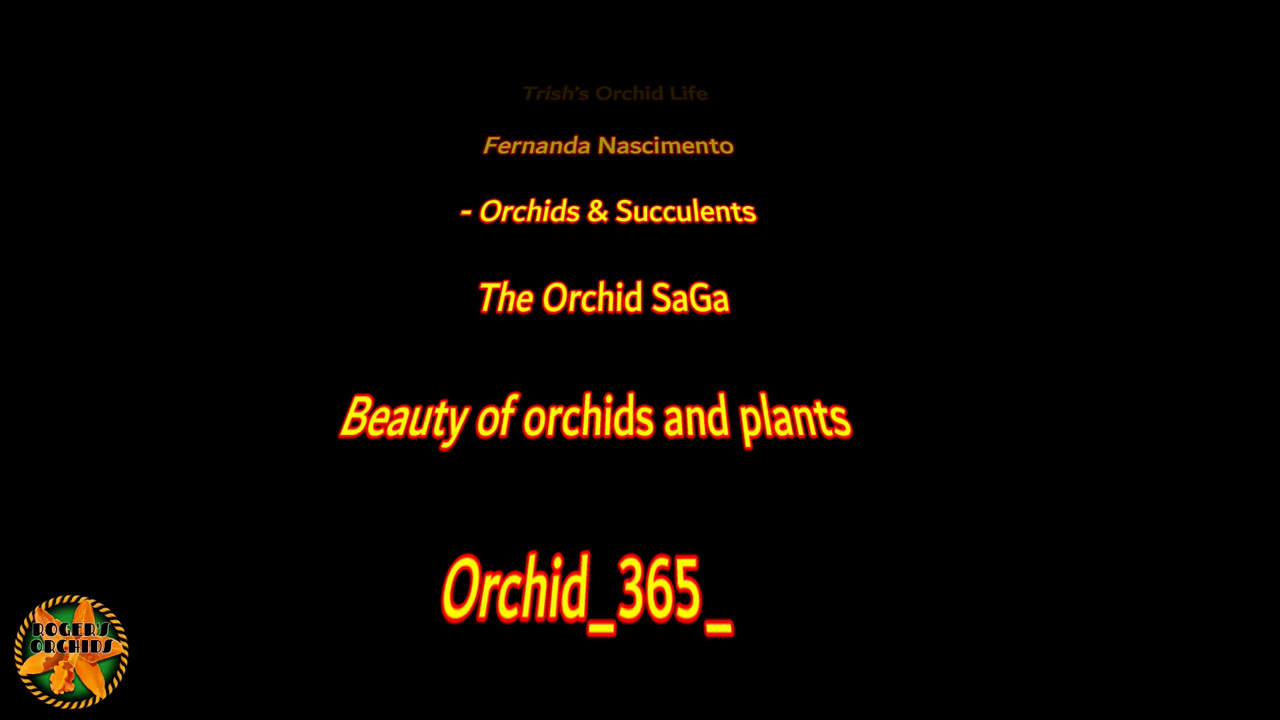 Trish's Orchid Life
Fernanda Nascimento
- Orchids & Succulents
The Orchid SaGa
Beauty of orchids and plants
Orchid_365_
ROGER'S
ORCHIDS